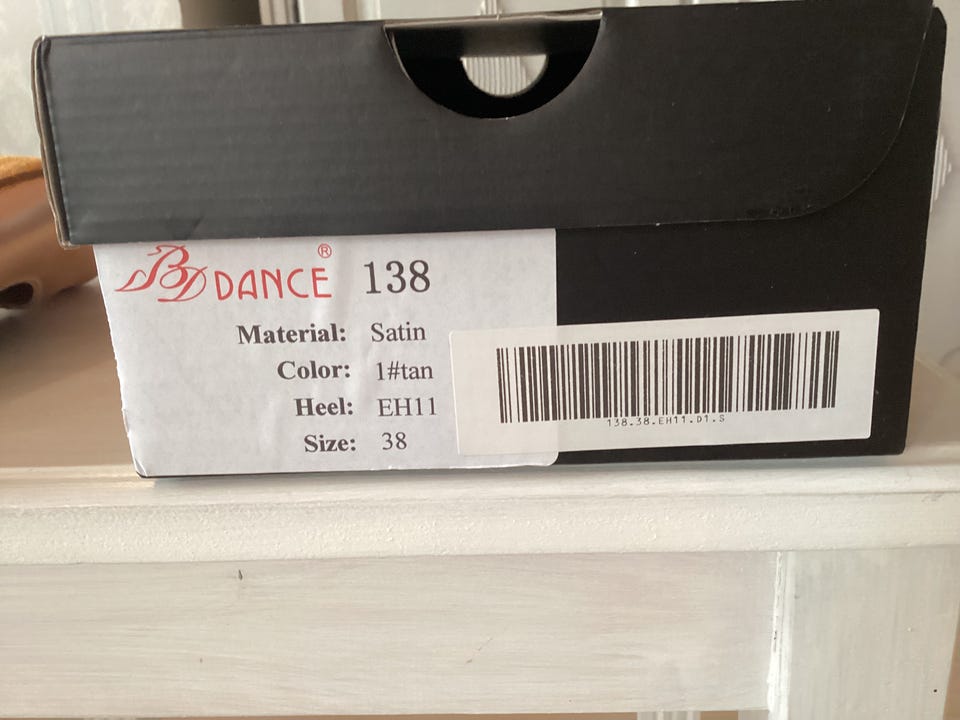 BD DANCE ® 138
Material: Satin
Color: 1#tan
Heel: EH11
Size: 38
138.38.EH11.D1.S